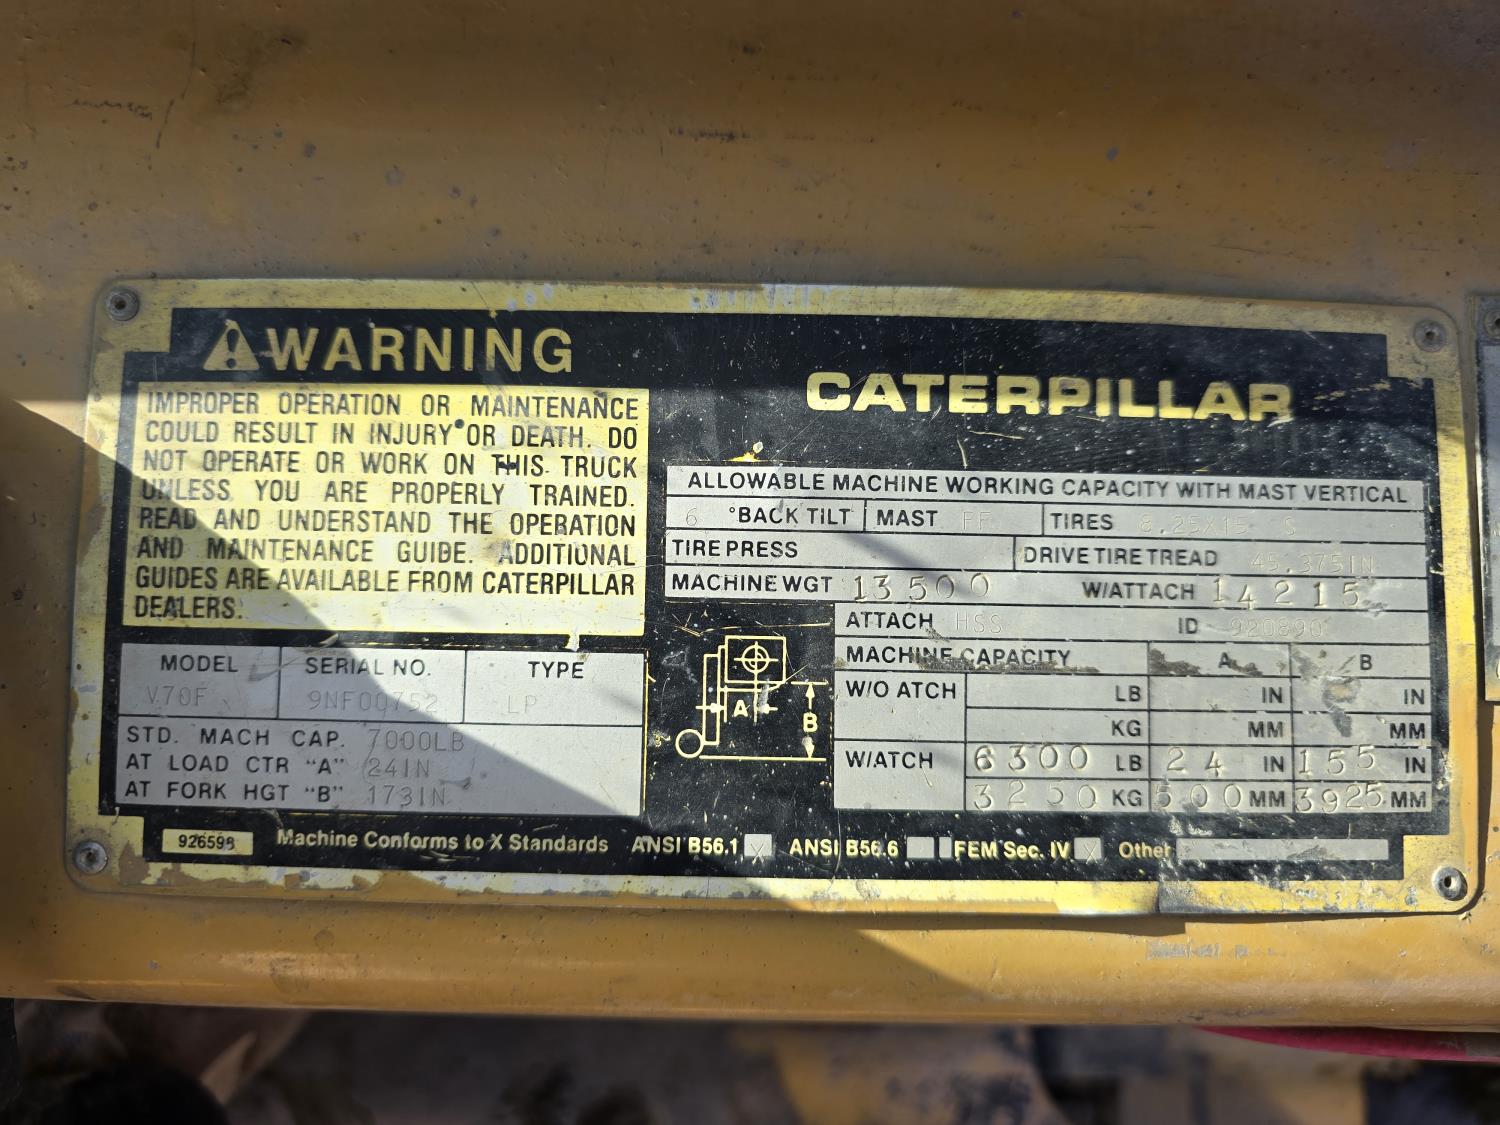 WARNING
IMPROPER OPERATION OR MAINTENANCE
COULD RESULT IN INJURY OR DEATH. DO
NOT OPERATE OR WORK ON THIS TRUCK
UNLESS YOU ARE PROPERLY TRAINED.
READ AND UNDERSTAND THE OPERATION
AND MAINTENANCE GUIDE. ADDITIONAL
GUIDES ARE AVAILABLE FROM CATERPILLAR
DEALERS.
MODEL SERIAL NO. TYPE
V70F 9NF00752 LP
STD. MACH CAP. 7000LB
AT LOAD CTR "A" 24IN
AT FORK HGT "B" 173IN
CATERPILLAR
ALLOWABLE MACHINE WORKING CAPACITY WITH MAST VERTICAL
6 °BACK TILT MAST FF TIRES 8.25/15 S
TIRE PRESS DRIVE TIRE TREAD 45.375IN
MACHINE WGT 13500 W/ATTACH 14215
ATTACH HSS ID 920890
MACHINE CAPACITY A B
W/O ATCH LB IN IN
KG MM MM
W/ATCH 6300 LB 24 IN 155 IN
KG 500 MM 3925 MM
A
B
926598 Machine Conforms to X Standards ANSI B56.1 X ANSI B56.6 FEM Sec. IV X Other